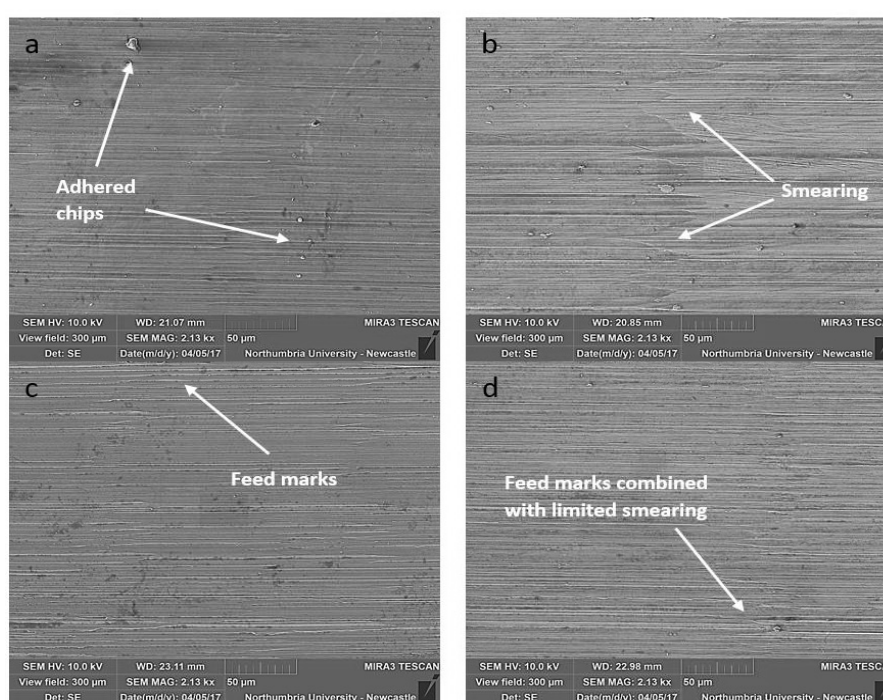 a
Adhered
chips
SEM HV: 10.0 kV WD: 21.07 mm MIRA3 TESCAN
View field: 300 µm SEM MAG: 2.13 kx 50 µm
Det: SE Date(m/d/y): 04/05/17 Northumbria University - Newcastle
b
Smearing
SEM HV: 10.0 kV WD: 20.85 mm MIRA3 TESCAN
View field: 300 µm SEM MAG: 2.13 kx 50 µm
Det: SE Date(m/d/y): 04/05/17 Northumbria University - Newcastle
c
Feed marks
SEM HV: 10.0 kV WD: 23.11 mm MIRA3 TESCAN
View field: 300 µm SEM MAG: 2.13 kx 50 µm
Det: SE Date(m/d/y): 04/05/17 Northumbria University - Newcastle
d
Feed marks combined
with limited smearing
SEM HV: 10.0 kV WD: 22.98 mm MIRA3 TESCAN
View field: 300 µm SEM MAG: 2.13 kx 50 µm
Det: SE Date(m/d/y): 04/05/17 Northumbria University - Newcastle